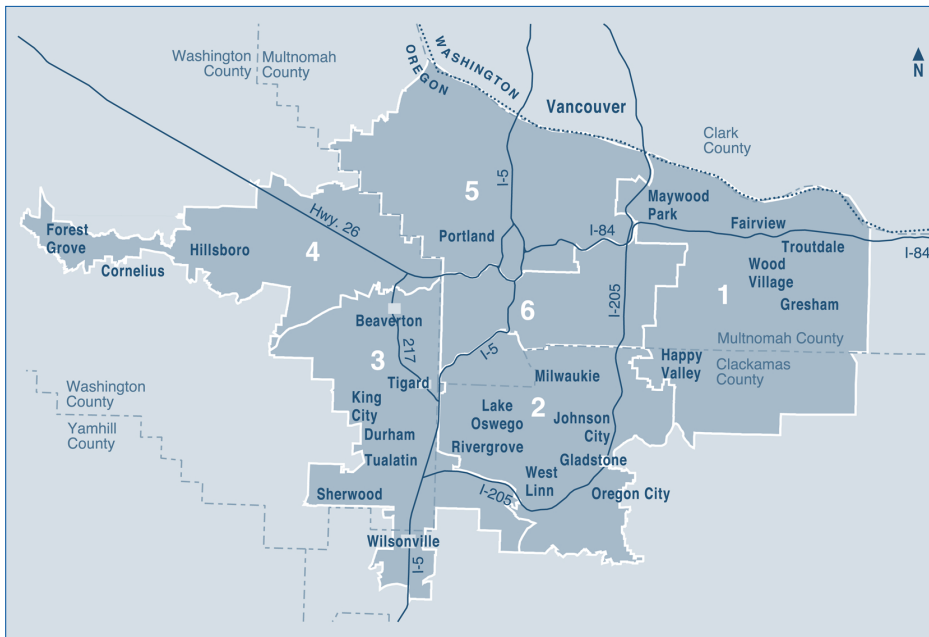 Washington
County
Multnomah
County
OREGON
WASHINGTON
Vancouver
N
Clark
County
I-5
5
Maywood
Park
Hwy. 26
Portland
Fairview
Forest
Grove
Hillsboro
4
I-84
Troutdale
I-84
Cornelius
Wood
Village
1
Gresham
I-205
6
Beaverton
Multnomah County
3
217
I-5
Happy
Valley
Clackamas
County
Tigard
Milwaukie
Washington
County
King
City
Lake
Oswego
2
Johnson
City
Yamhill
County
Durham
Rivergrove
Tualatin
Gladstone
West
Linn
Sherwood
I-205
Oregon City
Wilsonville
I-5